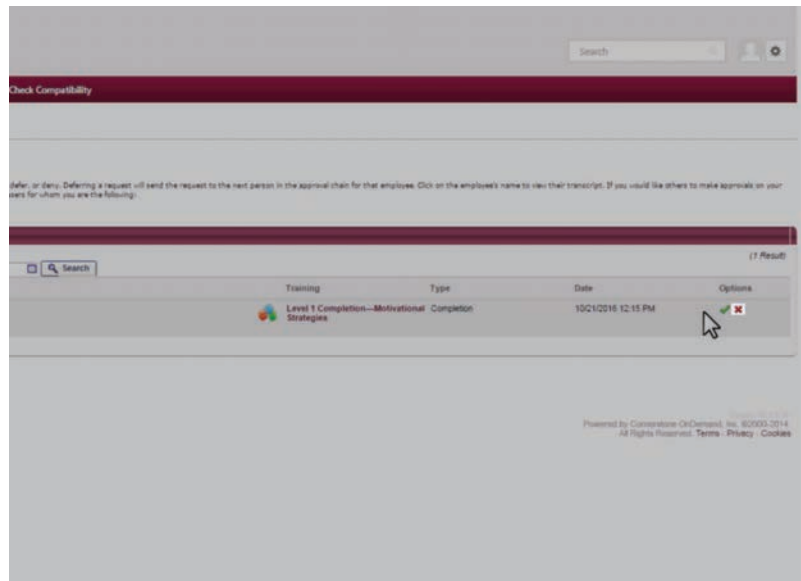 Search
Check Compatibility
defer, or deny. Deferring a request will send the request to the next person in the approval chain for that employee. Click on the employee's name to view their transcript. If you would like others to make approvals on your
users for whom you are the following:
(1 Result)
Search
Training Type Date Options
Level 1 Completion—Motivational Completion 10/21/2016 12:15 PM
Strategies
Powered by Cornerstone OnDemand, Inc. ©2000-2014
All Rights Reserved. Terms - Privacy - Cookies